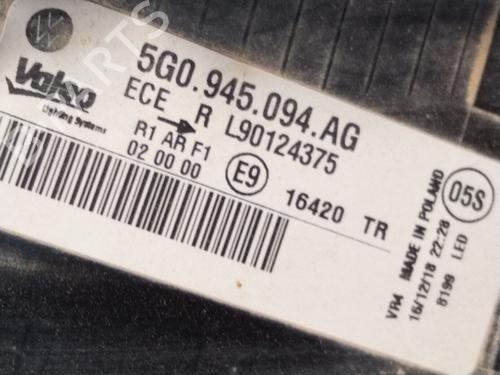 Valeo
Lighting Systems
5G0.945.094.AG
ECE R L90124375
R1 AR F1
02 00 00
E9
16420 TR
05S
VR4 MADE IN POLAND
16/12/18 22:28
8199 LED
PARTS